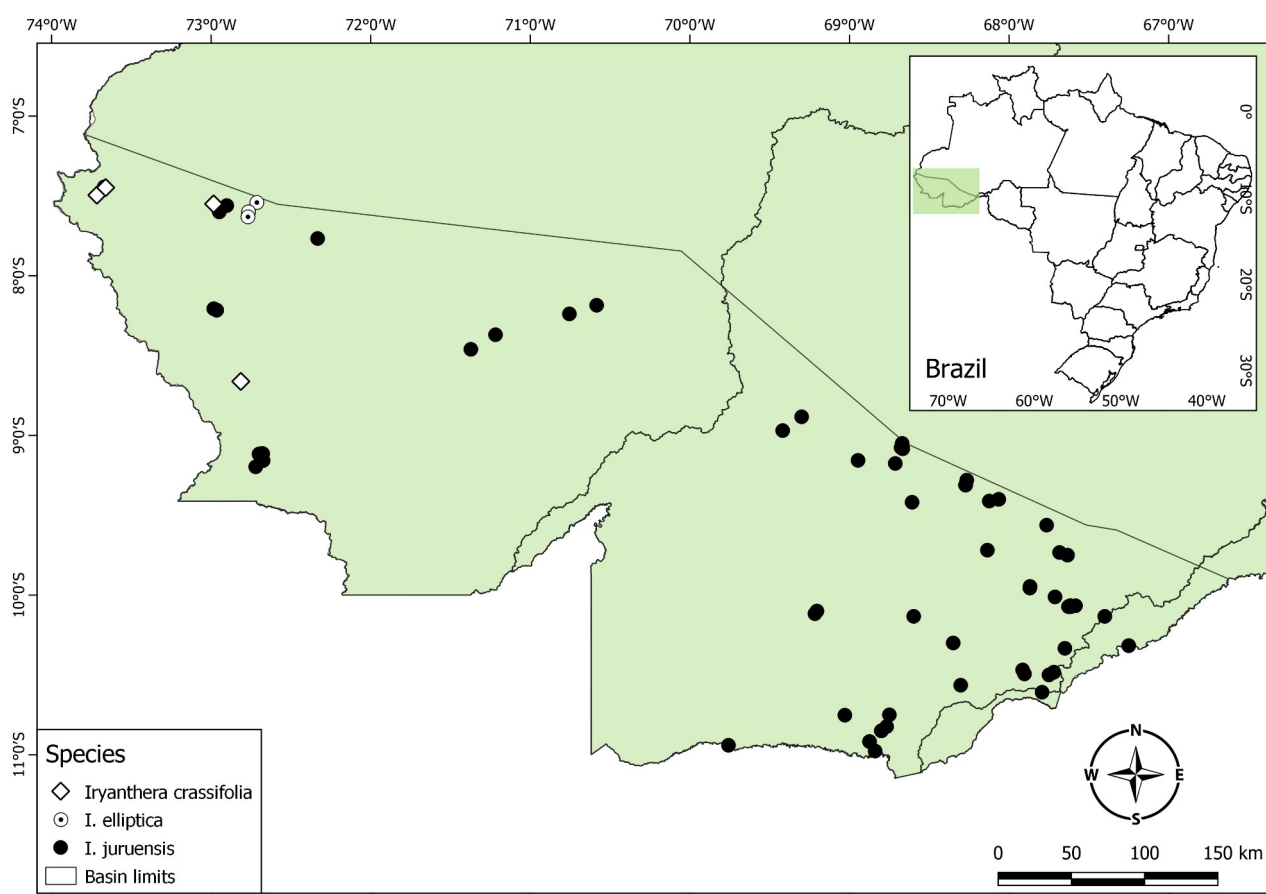 74°0'W 73°0'W 72°0'W 71°0'W 70°0'W 69°0'W 68°0'W 67°0'W
7°0'S
8°0'S
9°0'S
10°0'S
11°0'S
0°
10°S
20°S
30°S
Brazil
70°W 60°W 50°W 40°W
Species
Iryanthera crassifolia
I. elliptica
I. juruensis
Basin limits
N
W E
S
0 50 100 150 km